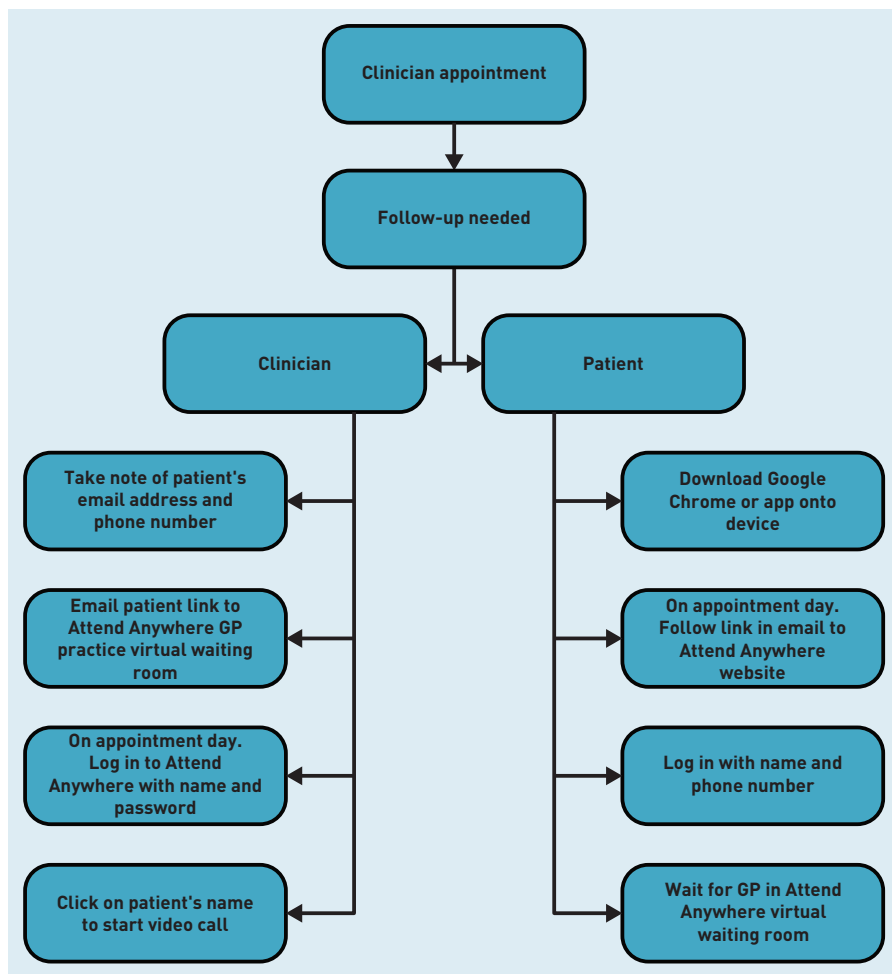 Clinician appointment
Follow-up needed
Clinician
Patient
Take note of patient's
email address and
phone number
Email patient link to
Attend Anywhere GP
practice virtual waiting
room
On appointment day.
Log in to Attend
Anywhere with name and
password
Click on patient's name
to start video call
Download Google
Chrome or app onto
device
On appointment day.
Follow link in email to
Attend Anywhere
website
Log in with name and
phone number
Wait for GP in Attend
Anywhere virtual
waiting room